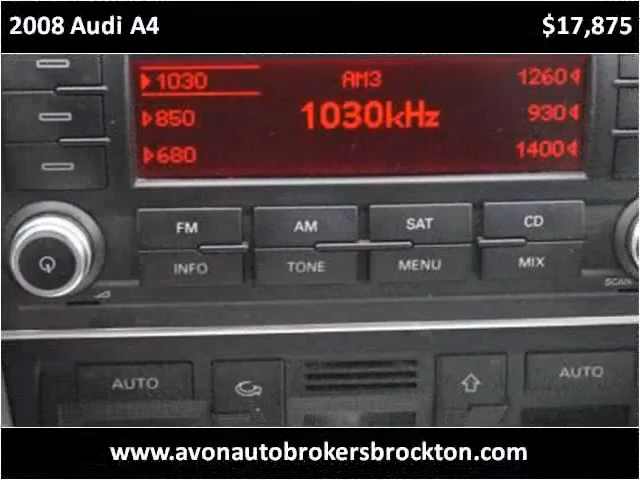 2008 Audi A4 $17,875
1030 AM3 1260
850 1030kHz 930
680 1400
FM AM SAT CD
INFO TONE MENU MIX
SCAN
AUTO AUTO
www.avonautobrokersbrockton.com